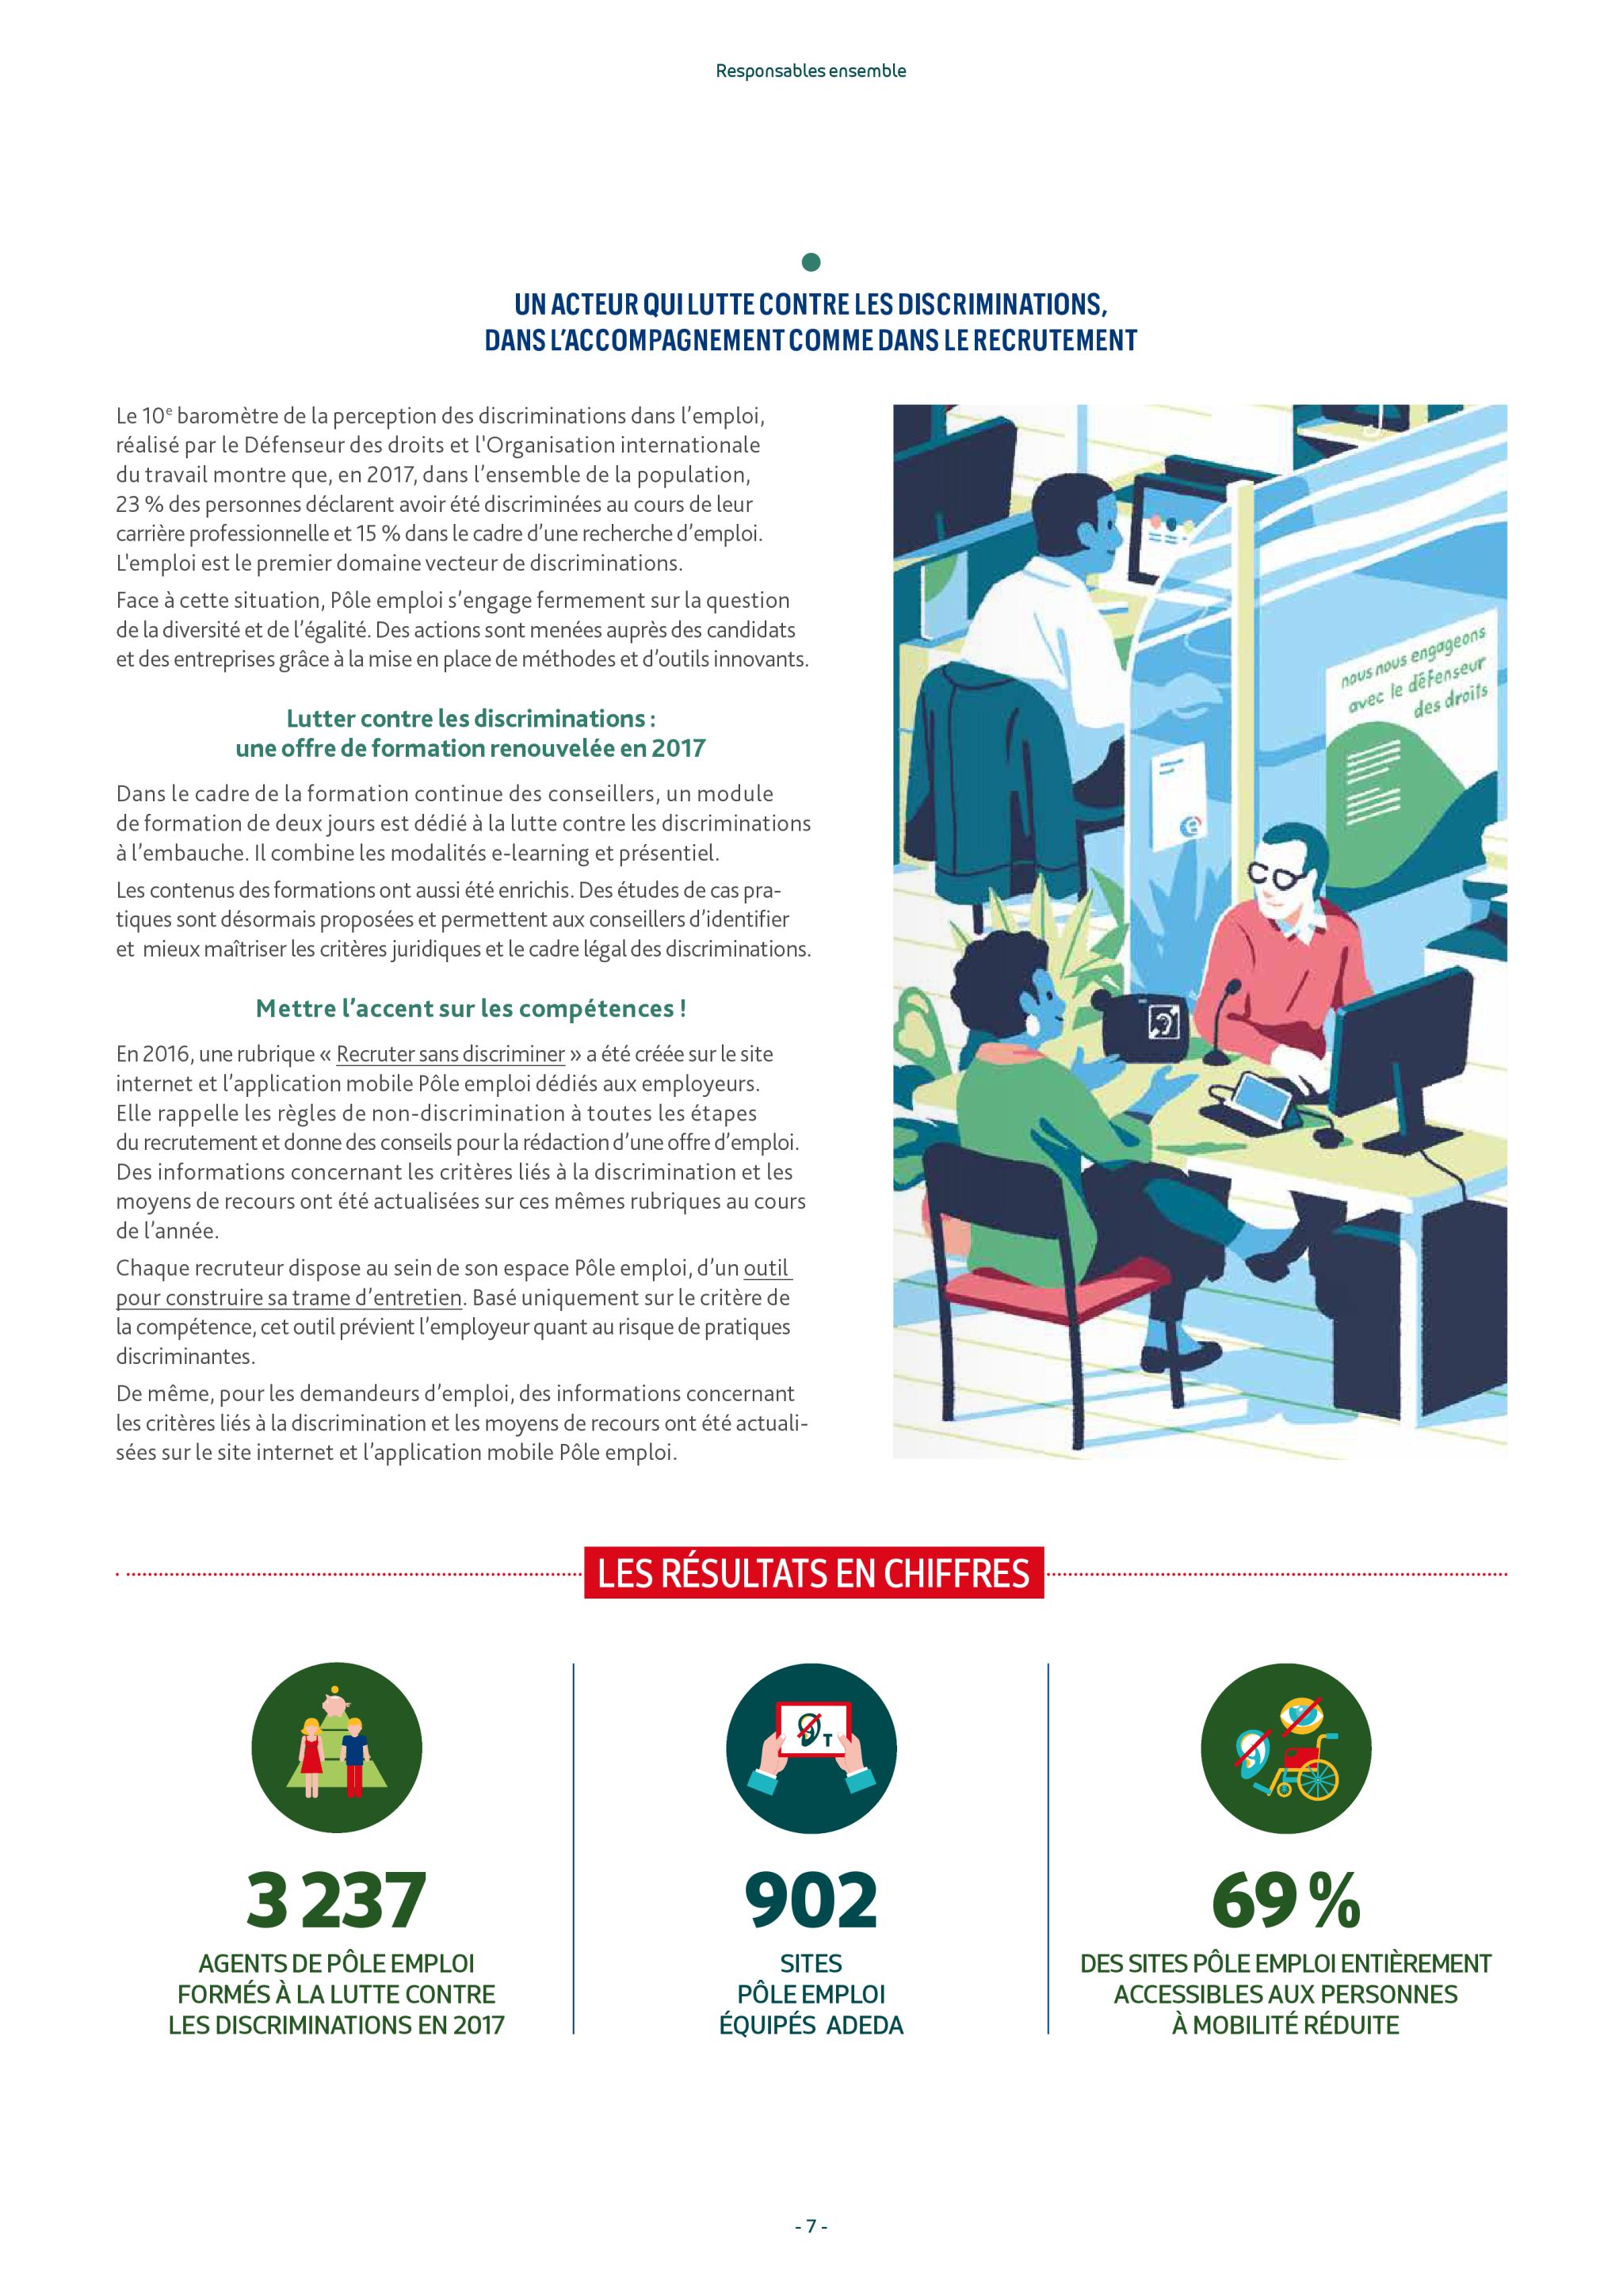 Responsables ensemble
UN ACTEUR QUI LUTTE CONTRE LES DISCRIMINATIONS,
DANS L’ACCOMPAGNEMENT COMME DANS LE RECRUTEMENT
Le 10e baromètre de la perception des discriminations dans l’emploi,
réalisé par le Défenseur des droits et l'Organisation internationale
du travail montre que, en 2017, dans l’ensemble de la population,
23 % des personnes déclarent avoir été discriminées au cours de leur
carrière professionnelle et 15 % dans le cadre d’une recherche d’emploi.
L'emploi est le premier domaine vecteur de discriminations.
Face à cette situation, Pôle emploi s’engage fermement sur la question
de la diversité et de l’égalité. Des actions sont menées auprès des candidats
et des entreprises grâce à la mise en place de méthodes et d’outils innovants.
Lutter contre les discriminations :
une offre de formation renouvelée en 2017
Dans le cadre de la formation continue des conseillers, un module
de formation de deux jours est dédié à la lutte contre les discriminations
à l’embauche. Il combine les modalités e-learning et présentiel.
Les contenus des formations ont aussi été enrichis. Des études de cas pra-
tiques sont désormais proposées et permettent aux conseillers d’identifier
et mieux maîtriser les critères juridiques et le cadre légal des discriminations.
Mettre l’accent sur les compétences !
En 2016, une rubrique « Recruter sans discriminer » a été créée sur le site
internet et l’application mobile Pôle emploi dédiés aux employeurs.
Elle rappelle les règles de non-discrimination à toutes les étapes
du recrutement et donne des conseils pour la rédaction d’une offre d’emploi.
Des informations concernant les critères liés à la discrimination et les
moyens de recours ont été actualisées sur ces mêmes rubriques au cours
de l’année.
Chaque recruteur dispose au sein de son espace Pôle emploi, d’un outil
pour construire sa trame d’entretien. Basé uniquement sur le critère de
la compétence, cet outil prévient l’employeur quant au risque de pratiques
discriminantes.
De même, pour les demandeurs d’emploi, des informations concernant
les critères liés à la discrimination et les moyens de recours ont été actuali-
sées sur le site internet et l’application mobile Pôle emploi.
nous nous engageons
avec le défenseur
des droits
LES RÉSULTATS EN CHIFFRES
T
3 237
AGENTS DE PÔLE EMPLOI
FORMÉS À LA LUTTE CONTRE
LES DISCRIMINATIONS EN 2017
902
SITES
PÔLE EMPLOI
ÉQUIPÉS ADEDA
69 %
DES SITES PÔLE EMPLOI ENTIÈREMENT
ACCESSIBLES AUX PERSONNES
À MOBILITÉ RÉDUITE
- 7 -